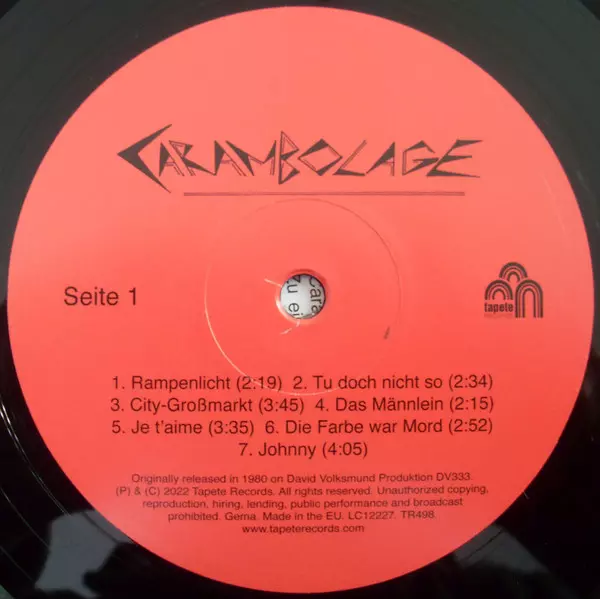 CARAMBOLAGE
Seite 1
tapete
records
1. Rampenlicht (2:19) 2. Tu doch nicht so (2:34)
3. City-Großmarkt (3:45) 4. Das Männlein (2:15)
5. Je t'aime (3:35) 6. Die Farbe war Mord (2:52)
7. Johnny (4:05)
Originally released in 1980 on David Volksmund Produktion DV333.
(P) & (C) 2022 Tapete Records. All rights reserved. Unauthorized copying,
reproduction, hiring, lending, public performance and broadcast
prohibited. Gema. Made in the EU. LC12227. TR498.
www.tapeterecords.com